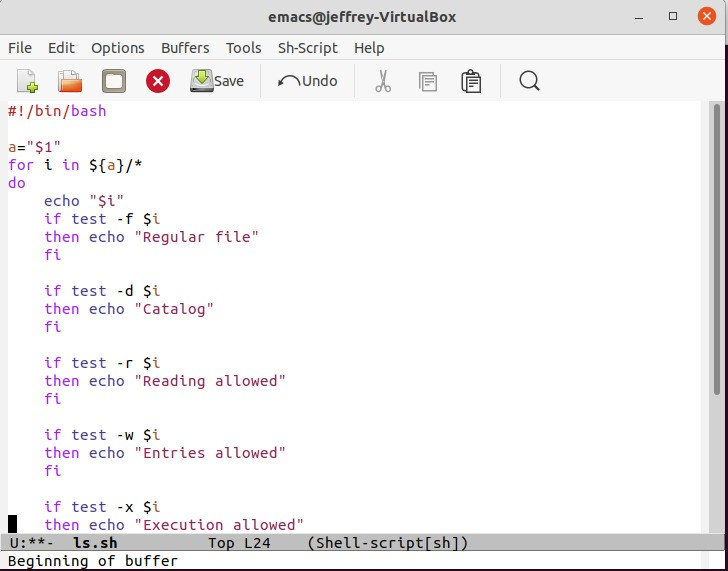 emacs@jeffrey-VirtualBox
File Edit Options Buffers Tools Sh-Script Help
Save Undo
#!/bin/bash

a="$1"
for i in ${a}/*
do
    echo "$i"
    if test -f $i
    then echo "Regular file"
    fi

    if test -d $i
    then echo "Catalog"
    fi

    if test -r $i
    then echo "Reading allowed"
    fi

    if test -w $i
    then echo "Entries allowed"
    fi

    if test -x $i
    then echo "Execution allowed"
U:**-  ls.sh          Top L24    (Shell-script[sh])
Beginning of buffer